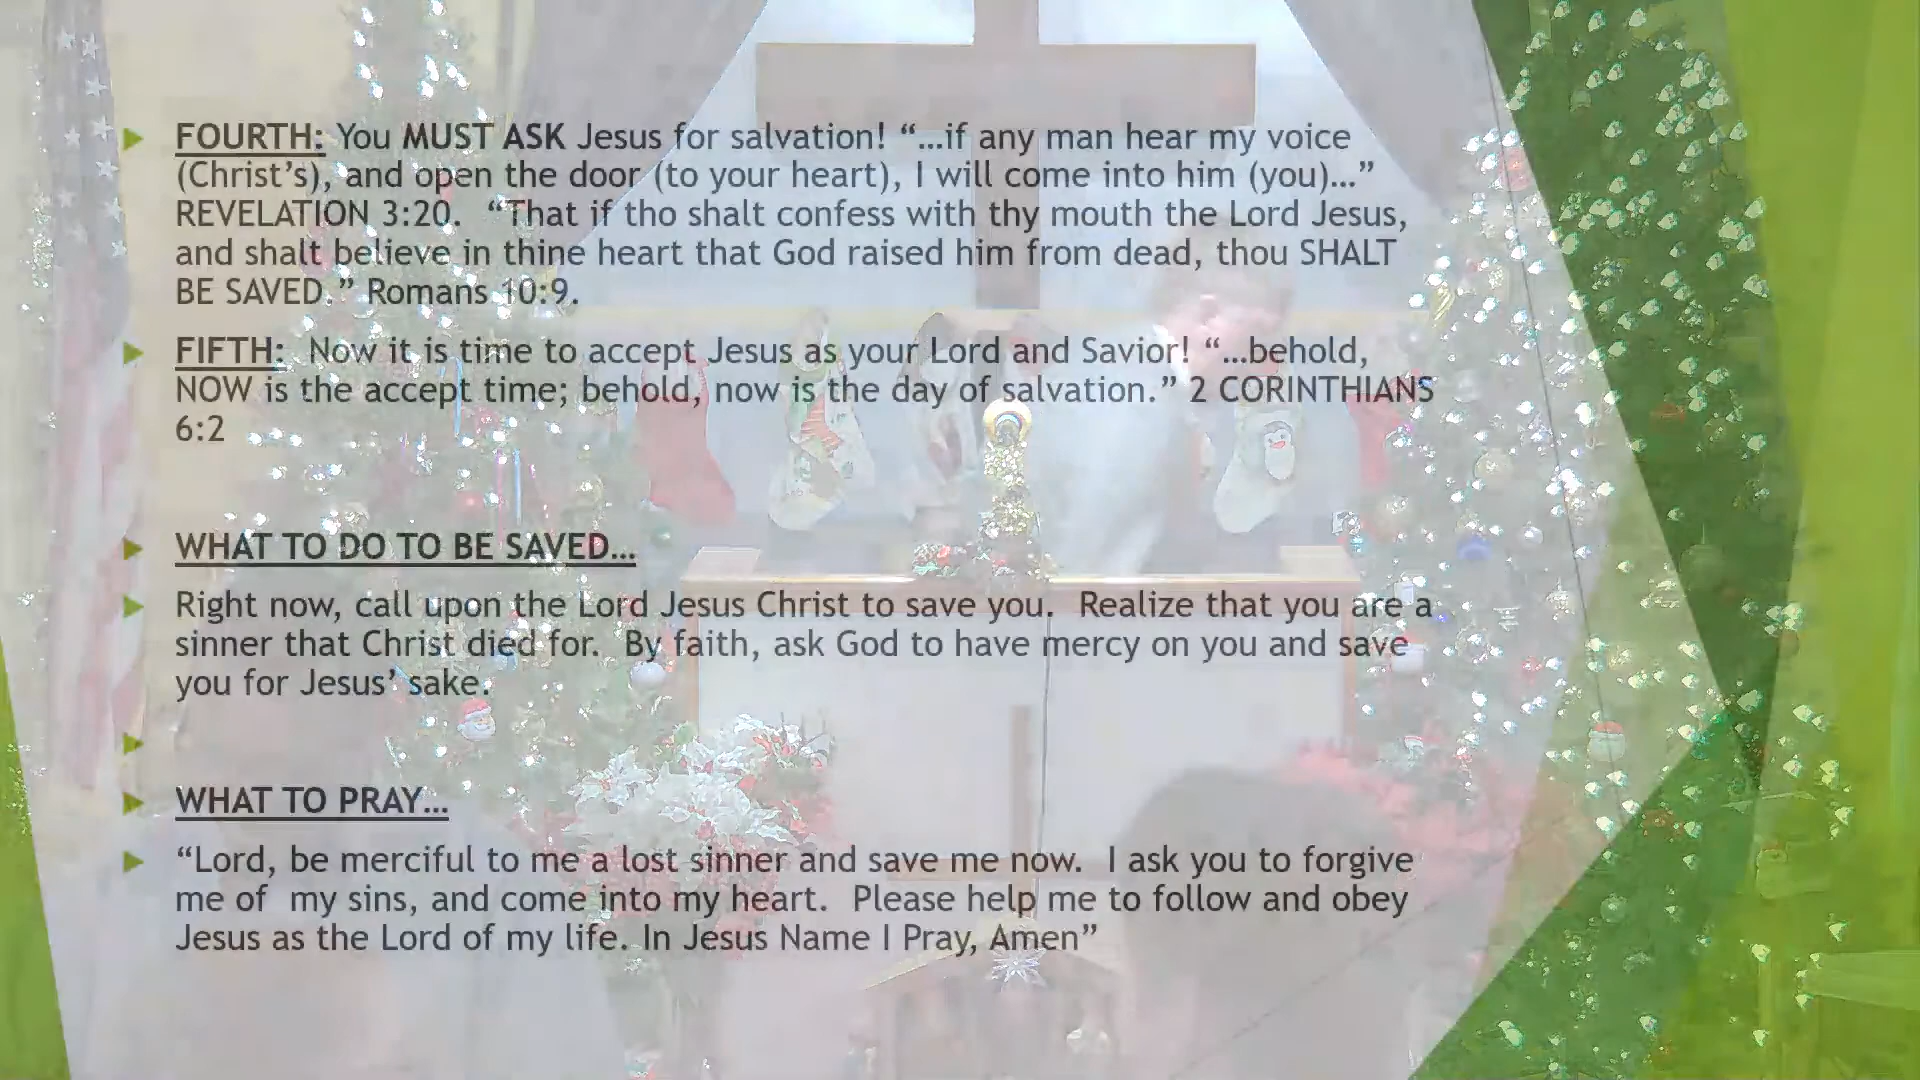 FOURTH: You MUST ASK Jesus for salvation! “…if any man hear my voice
(Christ’s), and open the door (to your heart), I will come into him (you)…”
REVELATION 3:20.  “That if tho shalt confess with thy mouth the Lord Jesus,
and shalt believe in thine heart that God raised him from dead, thou SHALT
BE SAVED.” Romans 10:9.
FIFTH:  Now it is time to accept Jesus as your Lord and Savior! “…behold,
NOW is the accept time; behold, now is the day of salvation.” 2 CORINTHIANS
6:2
WHAT TO DO TO BE SAVED…
Right now, call upon the Lord Jesus Christ to save you.  Realize that you are a
sinner that Christ died for.  By faith, ask God to have mercy on you and save
you for Jesus’ sake.
WHAT TO PRAY…
“Lord, be merciful to me a lost sinner and save me now.  I ask you to forgive
me of  my sins, and come into my heart.  Please help me to follow and obey
Jesus as the Lord of my life. In Jesus Name I Pray, Amen”